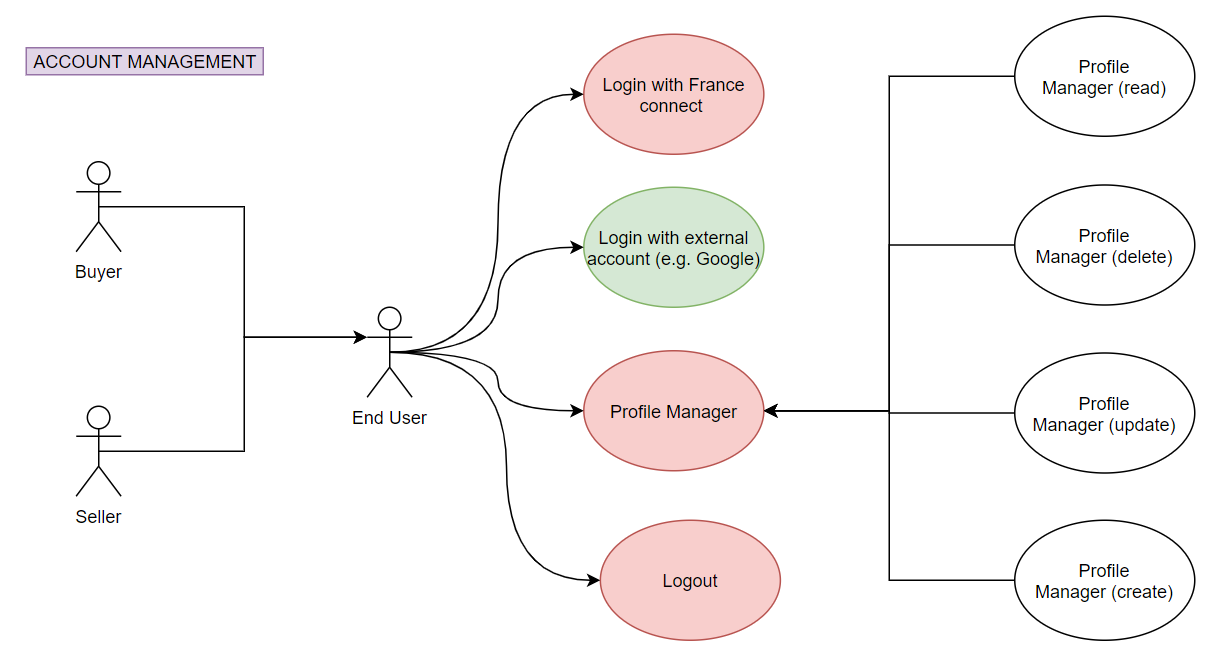 ACCOUNT MANAGEMENT
Buyer
Seller
End User
Login with France
connect
Login with external
account (e.g. Google)
Profile Manager
Logout
Profile
Manager (read)
Profile
Manager (delete)
Profile
Manager (update)
Profile
Manager (create)